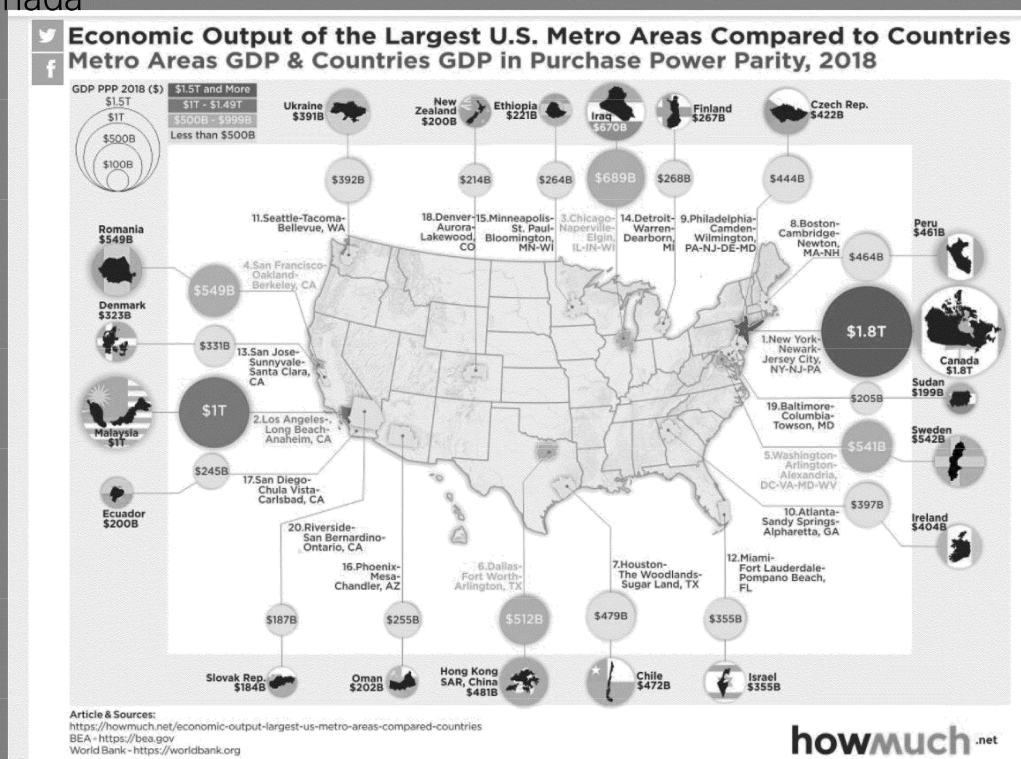 nada
Economic Output of the Largest U.S. Metro Areas Compared to Countries
Metro Areas GDP & Countries GDP in Purchase Power Parity, 2018
GDP PPP 2018 ($)
$1.5T
$1T
$500B
$100B
$1.5T and More
$1T - $1.49T
$500B - $999B
Less than $500B
Ukraine
$391B
New
Zealand
$200B
Ethiopia
$221B
Iraq
$670B
Finland
$267B
Czech Rep.
$422B
$392B
$214B
$264B
$689B
$268B
$444B
11.Seattle-Tacoma-
Bellevue, WA
18.Denver-
Aurora-
Lakewood,
CO
15.Minneapolis-
St. Paul-
Bloomington,
MN-WI
3.Chicago-
Naperville-
Elgin,
IL-IN-WI
14.Detroit-
Warren-
Dearborn,
MI
9.Philadelphia-
Camden-
Wilmington,
PA-NJ-DE-MD
8.Boston-
Cambridge-
Newton,
MA-NH
$464B
Peru
$461B
Romania
$549B
$549B
4.San Francisco-
Oakland-
Berkeley, CA
Denmark
$323B
$331B
13.San Jose-
Sunnyvale-
Santa Clara,
CA
Malaysia
$1T
$1T
2.Los Angeles-
Long Beach-
Anaheim, CA
Ecuador
$200B
$245B
17.San Diego-
Chula Vista-
Carlsbad, CA
1.New York-
Newark-
Jersey City,
NY-NJ-PA
$1.8T
Canada
$1.8T
19.Baltimore-
Columbia-
Towson, MD
$205B
Sudan
$199B
5.Washington-
Arlington-
Alexandria,
DC-VA-MD-WV
$541B
Sweden
$542B
10.Atlanta-
Sandy Springs-
Alpharetta, GA
$397B
Ireland
$404B
20.Riverside-
San Bernardino-
Ontario, CA
16.Phoenix-
Mesa-
Chandler, AZ
6.Dallas-
Fort Worth-
Arlington, TX
7.Houston-
The Woodlands-
Sugar Land, TX
12.Miami-
Fort Lauderdale-
Pompano Beach,
FL
$187B
$255B
$512B
$479B
$355B
Slovak Rep.
$184B
Oman
$202B
Hong Kong
SAR, China
$481B
Chile
$472B
Israel
$355B
Article & Sources:
https://howmuch.net/economic-output-largest-us-metro-areas-compared-countries
BEA - https://bea.gov
World Bank - https://worldbank.org
howmuch.net